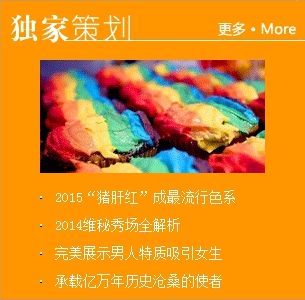 独家策划
更多·More
2015“猪肝红”成最流行色系
2014维秘秀场全解析
完美展示男人特质吸引女生
承载亿万年历史沧桑的使者